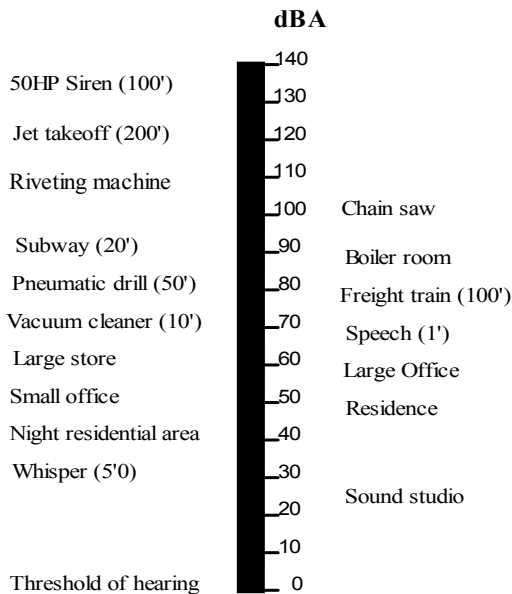 dBA
140
50HP Siren (100')
130
Jet takeoff (200')
120
110
Riveting machine
100
Chain saw
Subway (20')
90
Boiler room
Pneumatic drill (50')
80
Freight train (100')
Vacuum cleaner (10')
70
Speech (1')
Large store
60
Large Office
Small office
50
Residence
Night residential area
40
Whisper (5'0)
30
Sound studio
20
10
Threshold of hearing
0